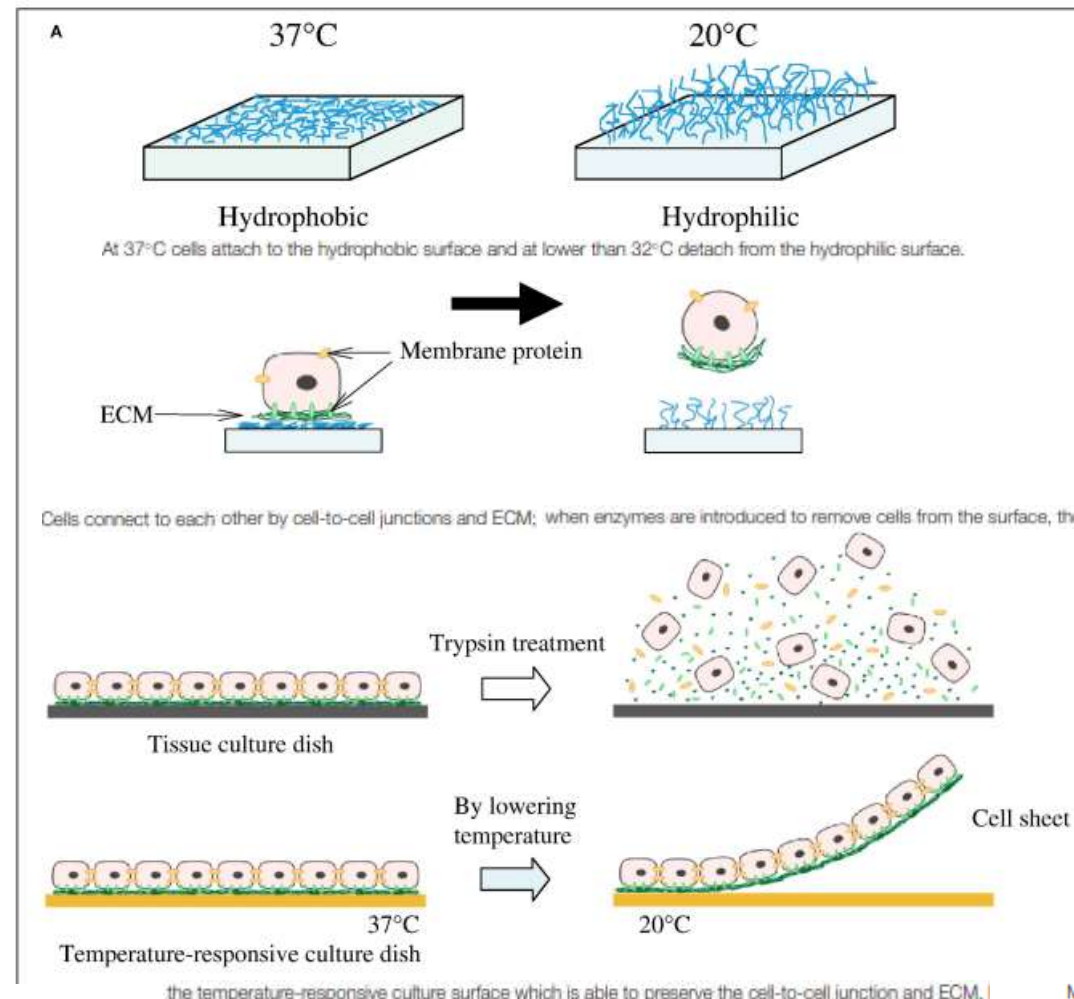 A
37°C 20°C
Hydrophobic Hydrophilic
At 37°C cells attach to the hydrophobic surface and at lower than 32°C detach from the hydrophilic surface.
Membrane protein
ECM
Cells connect to each other by cell-to-cell junctions and ECM; when enzymes are introduced to remove cells from the surface, the
Trypsin treatment
Tissue culture dish
By lowering
temperature
Cell sheet
37°C 20°C
Temperature-responsive culture dish
the temperature-responsive culture surface which is able to preserve the cell-to-cell junction and ECM.